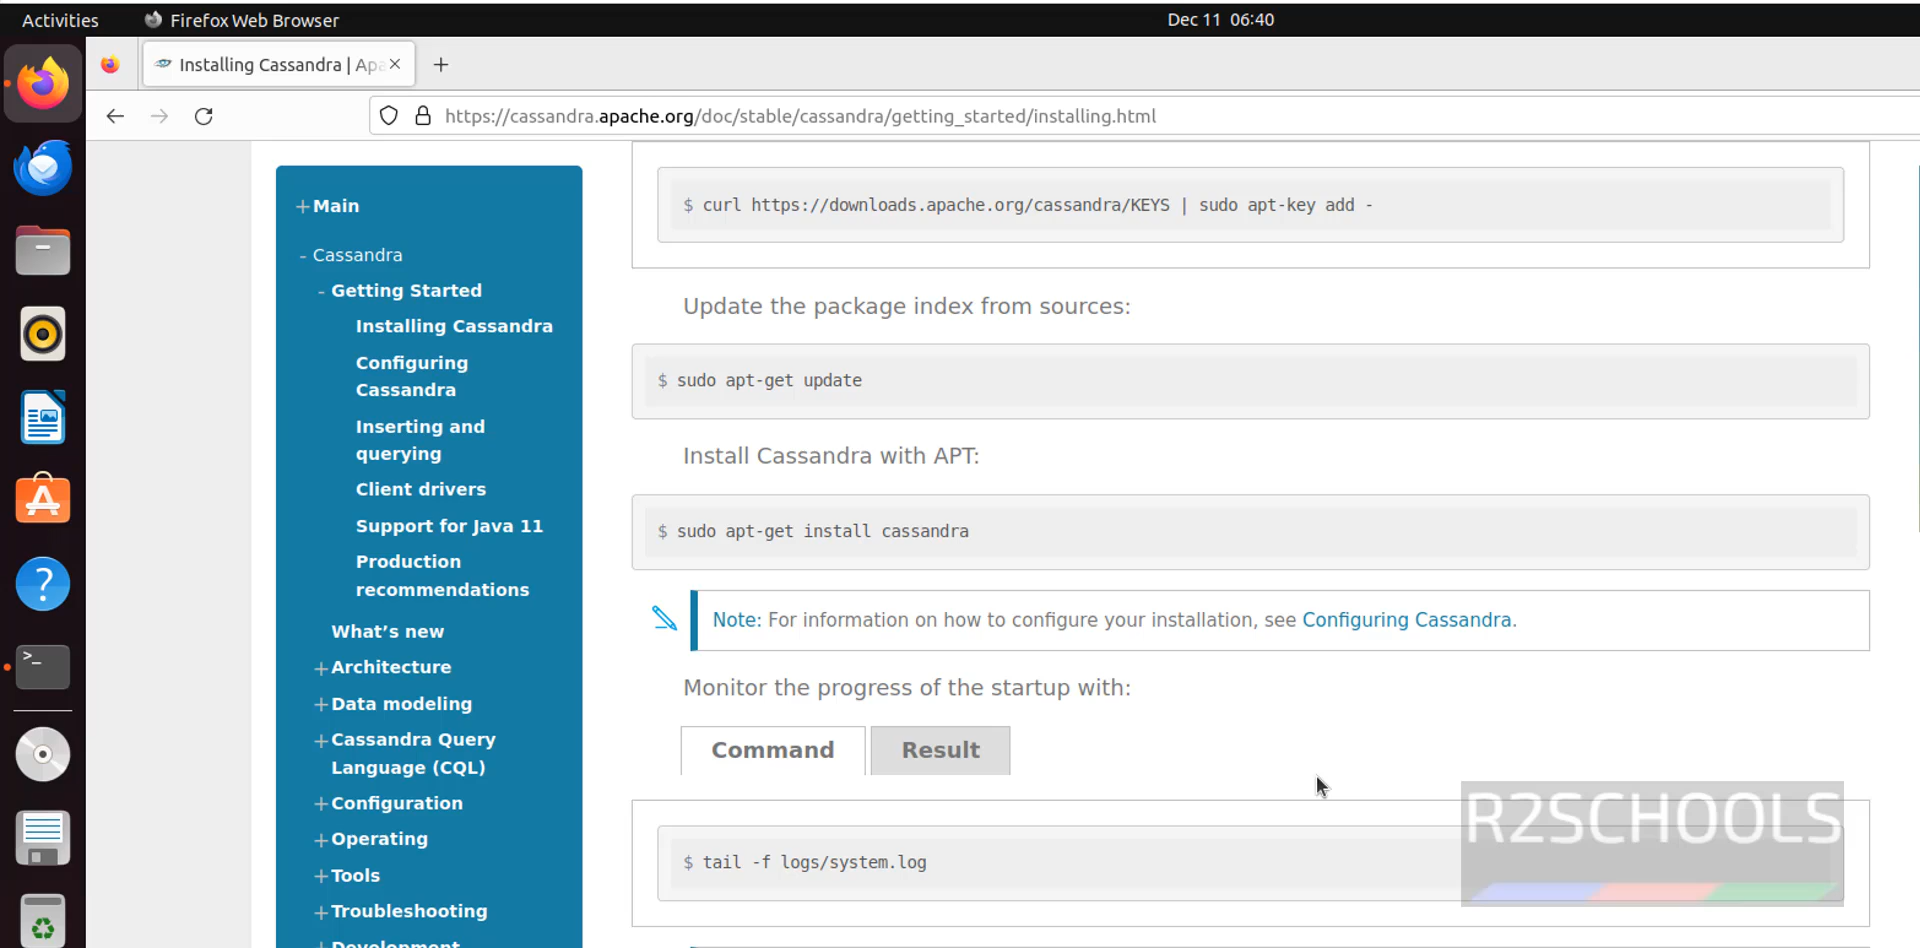 Activities
Firefox Web Browser
Dec 11 06:40
Installing Cassandra | Apa
https://cassandra.apache.org/doc/stable/cassandra/getting_started/installing.html
+ Main
- Cassandra
- Getting Started
Installing Cassandra
Configuring
Cassandra
Inserting and
querying
Client drivers
Support for Java 11
Production
recommendations
What’s new
+ Architecture
+ Data modeling
+ Cassandra Query
Language (CQL)
+ Configuration
+ Operating
+ Tools
+ Troubleshooting
+ Development
$ curl https://downloads.apache.org/cassandra/KEYS | sudo apt-key add -
Update the package index from sources:
$ sudo apt-get update
Install Cassandra with APT:
$ sudo apt-get install cassandra
Note: For information on how to configure your installation, see Configuring Cassandra.
Monitor the progress of the startup with:
Command
Result
$ tail -f logs/system.log
R2SCHOOLS